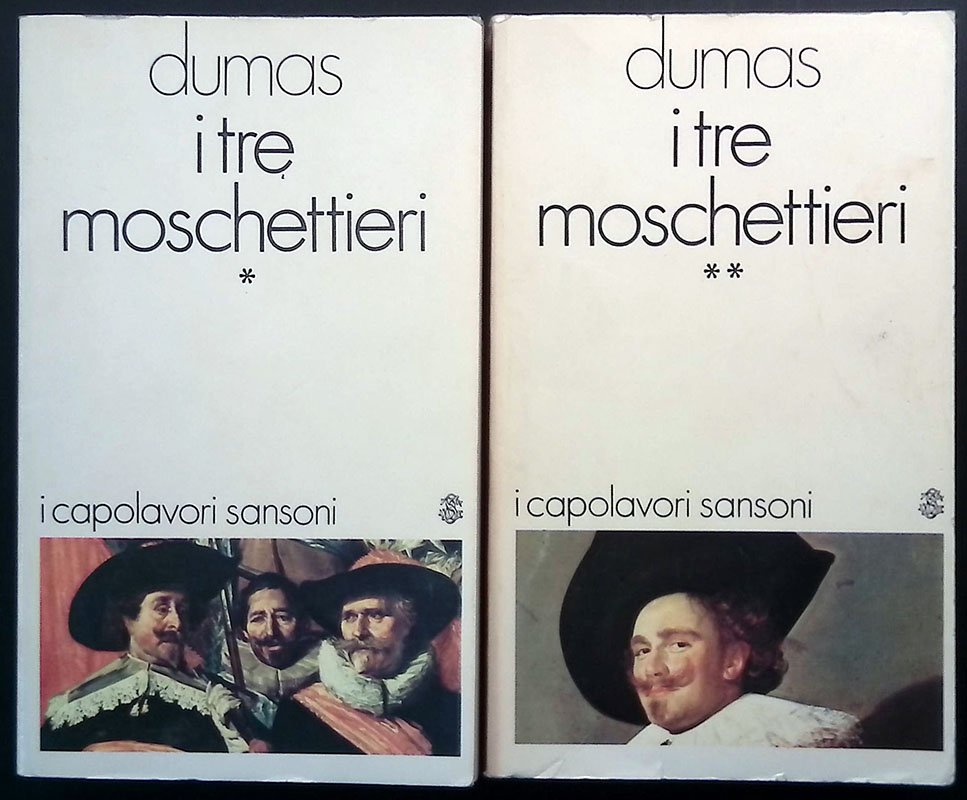 dumas
i tre
moschettieri
*
i capolavori sansoni
dumas
i tre
moschettieri
**
i capolavori sansoni